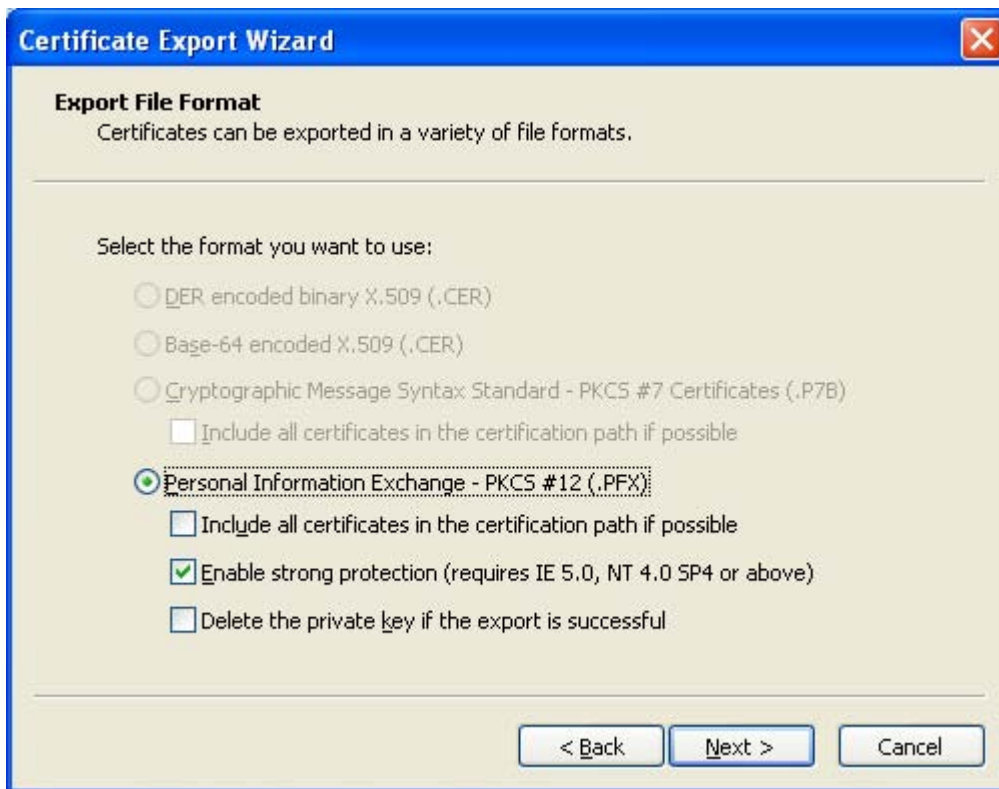 Certificate Export Wizard
Export File Format
Certificates can be exported in a variety of file formats.
Select the format you want to use:
DER encoded binary X.509 (.CER)
Base-64 encoded X.509 (.CER)
Cryptographic Message Syntax Standard - PKCS #7 Certificates (.P7B)
Include all certificates in the certification path if possible
Personal Information Exchange - PKCS #12 (.PFX)
Include all certificates in the certification path if possible
Enable strong protection (requires IE 5.0, NT 4.0 SP4 or above)
Delete the private key if the export is successful
< Back Next > Cancel